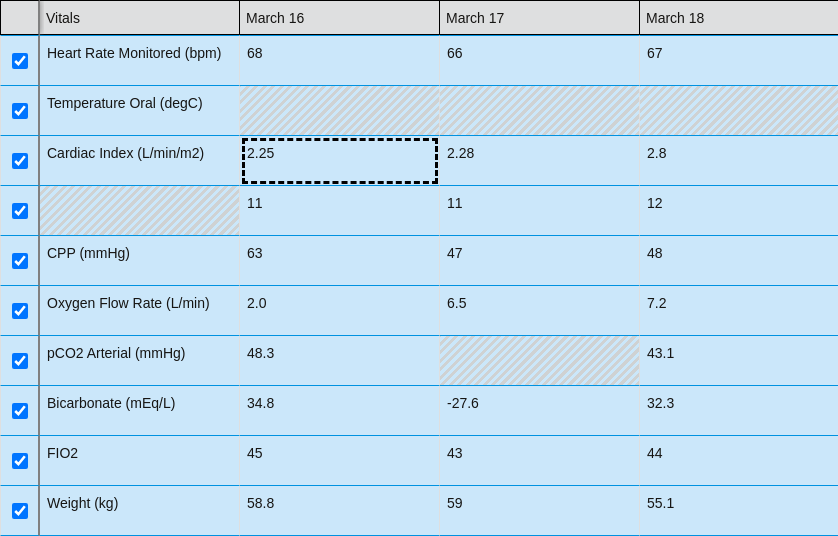 Vitals March 16 March 17 March 18
Heart Rate Monitored (bpm) 68 66 67
Temperature Oral (degC)
Cardiac Index (L/min/m2) 2.25 2.28 2.8
11 11 12
CPP (mmHg) 63 47 48
Oxygen Flow Rate (L/min) 2.0 6.5 7.2
pCO2 Arterial (mmHg) 48.3 43.1
Bicarbonate (mEq/L) 34.8 -27.6 32.3
FIO2 45 43 44
Weight (kg) 58.8 59 55.1